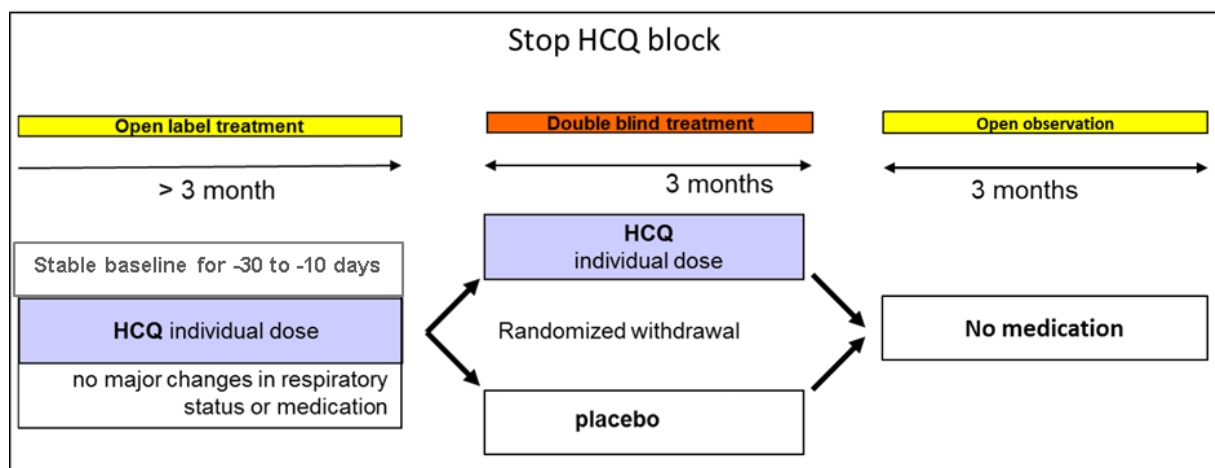 Stop HCQ block
Open label treatment
Double blind treatment
Open observation
> 3 month
3 months
3 months
Stable baseline for -30 to -10 days
HCQ individual dose
no major changes in respiratory
status or medication
HCQ
individual dose
Randomized withdrawal
placebo
No medication